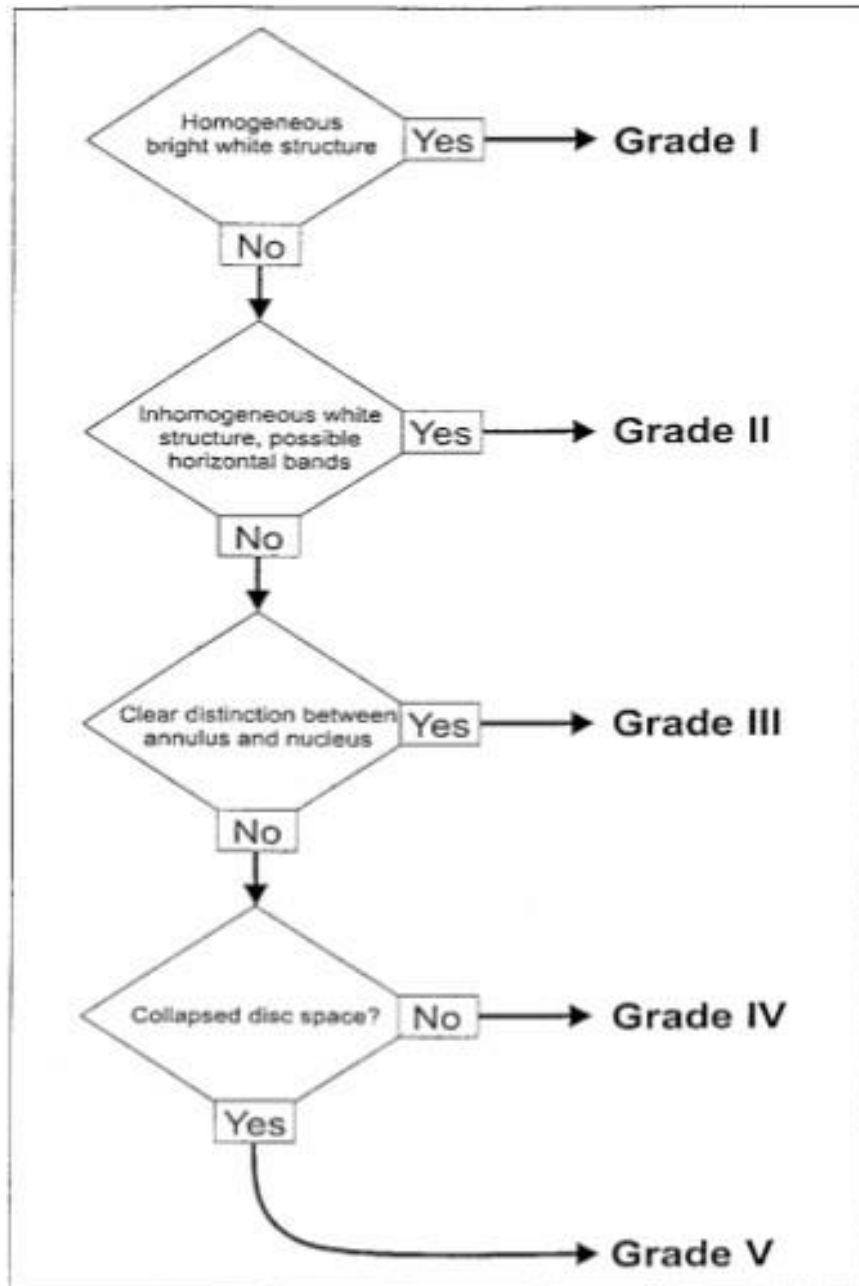 Homogeneous
bright white structure
Yes
Grade I
No
Inhomogeneous white
structure, possible
horizontal bands
Yes
Grade II
No
Clear distinction between
annulus and nucleus
Yes
Grade III
No
Collapsed disc space?
No
Grade IV
Yes
Grade V